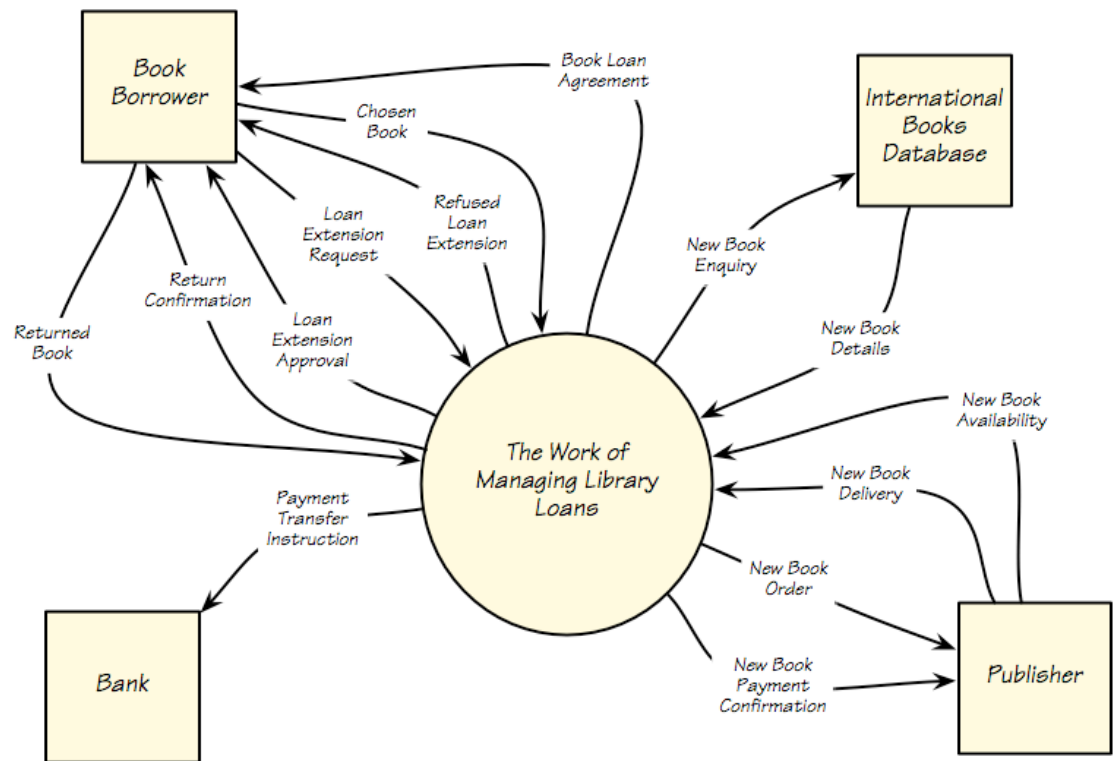 Book
Borrower
Book Loan
Agreement
International
Books
Database
Chosen
Book
Refused
Loan
Extension
Loan
Extension
Request
New Book
Enquiry
Return
Confirmation
Returned
Book
Loan
Extension
Approval
New Book
Details
New Book
Availability
The Work of
Managing Library
Loans
New Book
Delivery
Payment
Transfer
Instruction
New Book
Order
Bank
New Book
Payment
Confirmation
Publisher